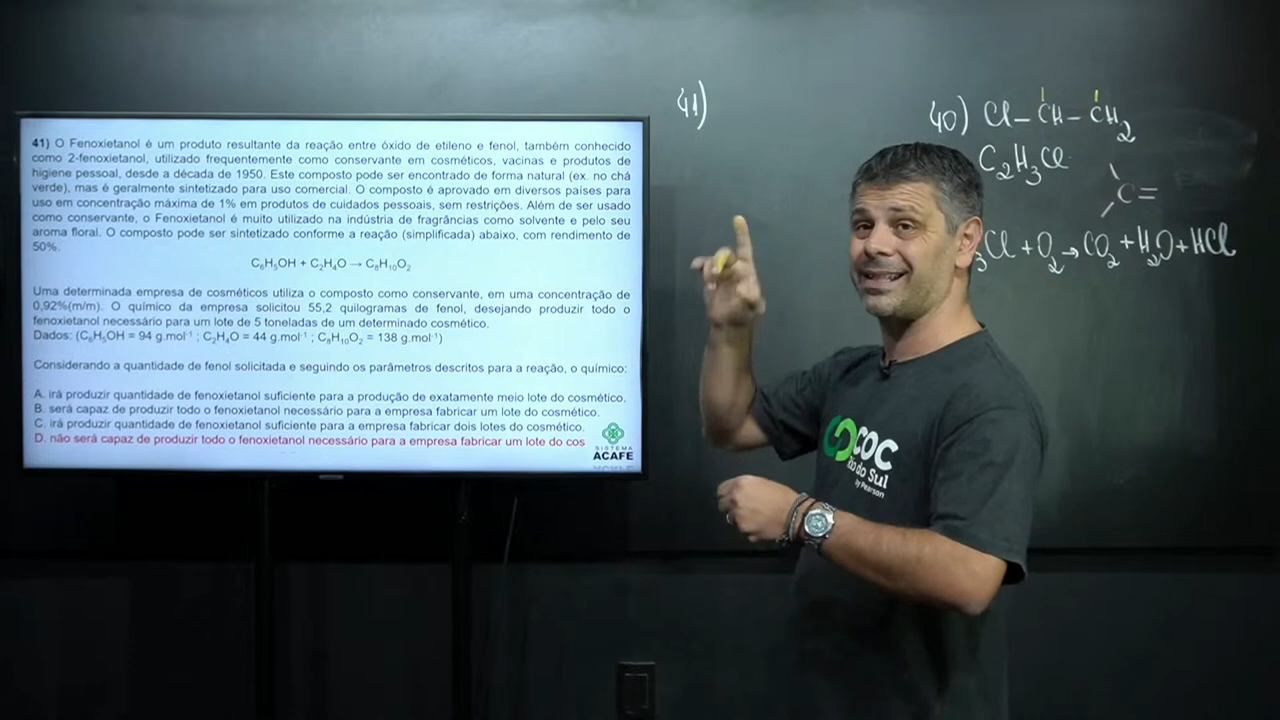 41) O Fenoxietanol é um produto resultante da reação entre óxido de etileno e fenol, também conhecido
como 2-fenoxietanol, utilizado frequentemente como conservante em cosméticos, vacinas e produtos de
higiene pessoal, desde a década de 1950. Este composto pode ser encontrado de forma natural (ex. no chá
verde), mas é geralmente sintetizado para uso comercial. O composto é aprovado em diversos países para
uso em concentração máxima de 1% em produtos de cuidados pessoais, sem restrições. Além de ser usado
como conservante, o Fenoxietanol é muito utilizado na indústria de fragrâncias como solvente e pelo seu
aroma floral. O composto pode ser sintetizado conforme a reação (simplificada) abaixo, com rendimento de
50%.
C₆H₅OH + C₂H₄O → C₈H₁₀O₂
Uma determinada empresa de cosméticos utiliza o composto como conservante, em uma concentração de
0,92%(m/m). O químico da empresa solicitou 55,2 quilogramas de fenol, desejando produzir todo o
fenoxietanol necessário para um lote de 5 toneladas de um determinado cosmético.
Dados: (C₆H₅OH = 94 g.mol⁻¹ ; C₂H₄O = 44 g.mol⁻¹ ; C₈H₁₀O₂ = 138 g.mol⁻¹)
Considerando a quantidade de fenol solicitada e seguindo os parâmetros descritos para a reação, o químico:
A. irá produzir quantidade de fenoxietanol suficiente para a produção de exatamente meio lote do cosmético.
B. será capaz de produzir todo o fenoxietanol necessário para a empresa fabricar um lote do cosmético.
C. irá produzir quantidade de fenoxietanol suficiente para a empresa fabricar dois lotes do cosmético.
D. não será capaz de produzir todo o fenoxietanol necessário para a empresa fabricar um lote do cos
SISTEMA
ACAFE
41)
40) Cl – CH – CH₂
C₂H₃Cl
C =
₃Cl + O₂ → CO₂ + H₂O + HCl
COC
Rio do Sul
by Pearson